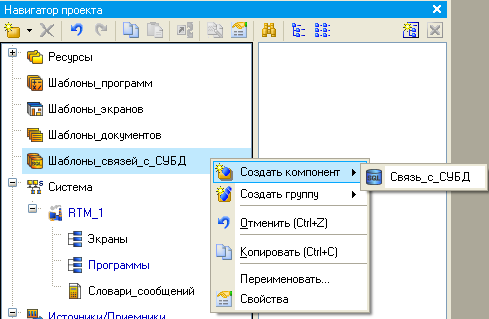 Навигатор проекта
Ресурсы
Шаблоны_программ
Шаблоны_экранов
Шаблоны_документов
Шаблоны_связей_с_СУБД
Система
RTM_1
Экраны
Программы
Словари_сообщений
Источники/Приемники
Создать компонент
Создать группу
Отменить (Ctrl+Z)
Копировать (Ctrl+C)
Переименовать...
Свойства
Связь_с_СУБД